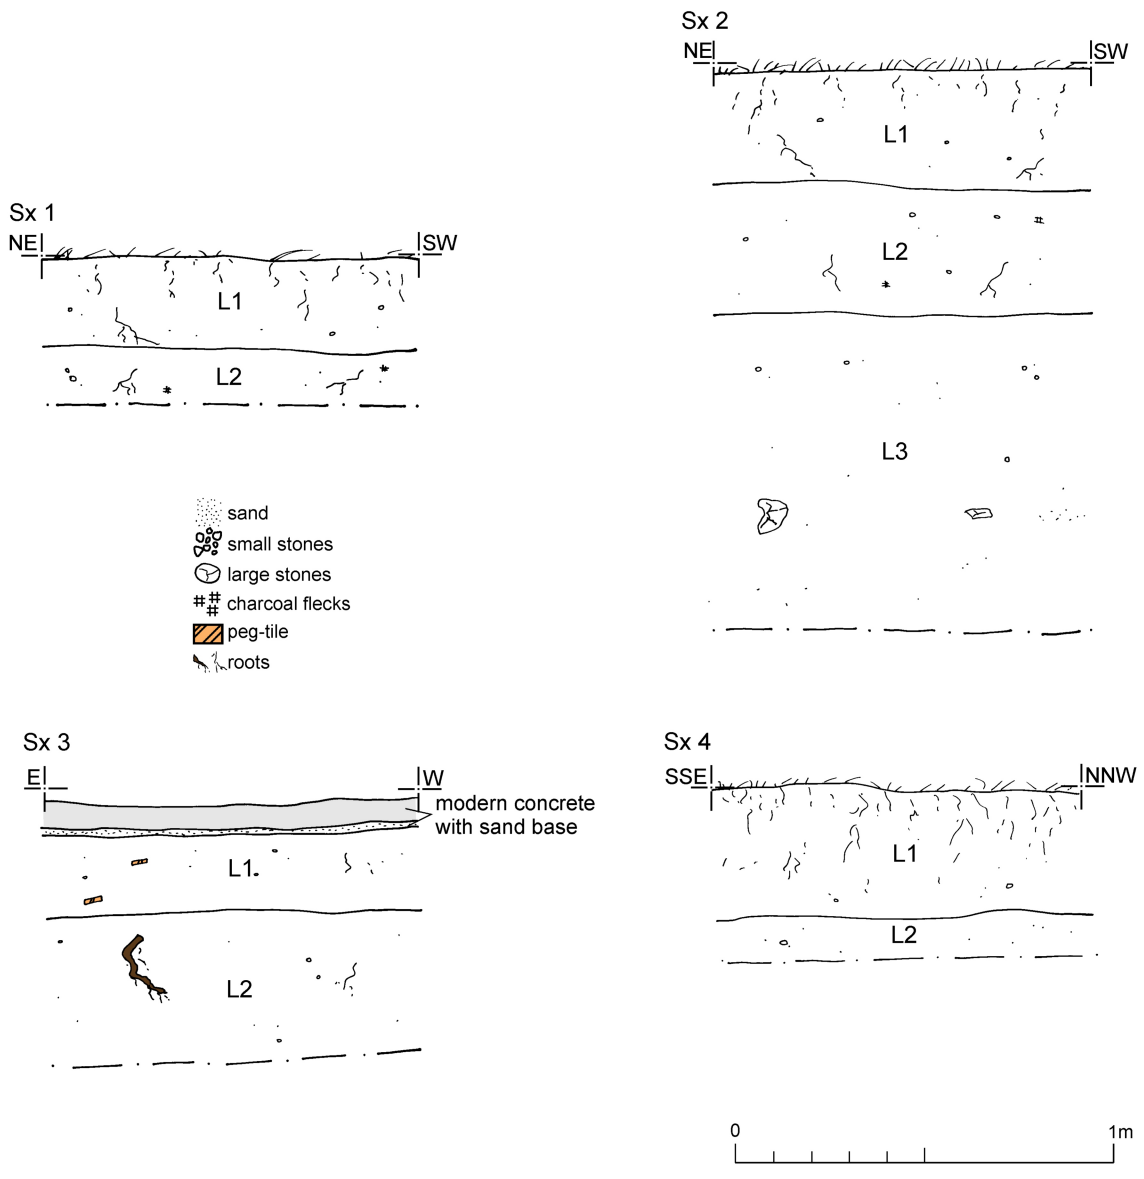 Sx 2
NE SW
L1
L2
L3
Sx 1
NE SW
L1
L2
sand
small stones
large stones
charcoal flecks
peg-tile
roots
Sx 3
E W
modern concrete
with sand base
L1
L2
Sx 4
SSE NNW
L1
L2
0 1m